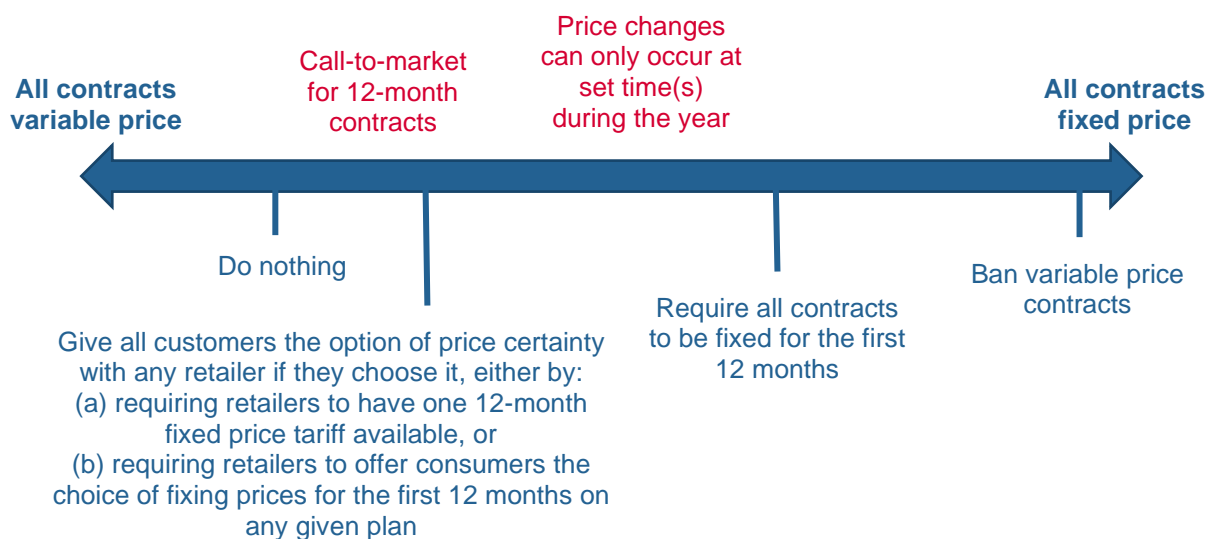 All contracts
variable price
Call-to-market
for 12-month
contracts
Price changes
can only occur at
set time(s)
during the year
All contracts
fixed price
Do nothing
Give all customers the option of price certainty
with any retailer if they choose it, either by:
(a) requiring retailers to have one 12-month
fixed price tariff available, or
(b) requiring retailers to offer consumers the
choice of fixing prices for the first 12 months on
any given plan
Require all contracts
to be fixed for the first
12 months
Ban variable price
contracts